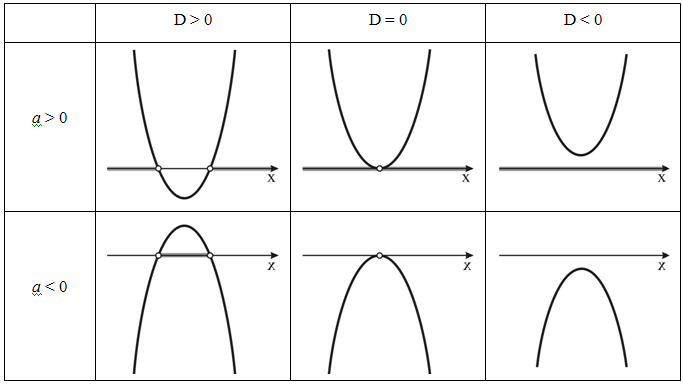 D > 0 D = 0 D < 0
a > 0
X X X
a < 0
X X X